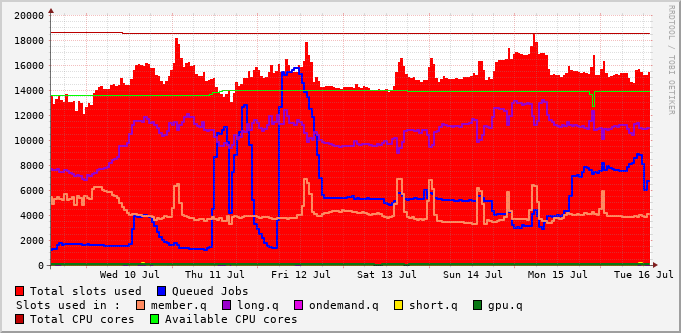 20000
18000
16000
14000
12000
10000
8000
6000
4000
2000
0
Wed 10 Jul Thu 11 Jul Fri 12 Jul Sat 13 Jul Sun 14 Jul Mon 15 Jul Tue 16 Jul
Total slots used Queued Jobs
Slots used in : member.q long.q ondemand.q short.q gpu.q
Total CPU cores Available CPU cores
RRDTOOL / TOBI OETIKER